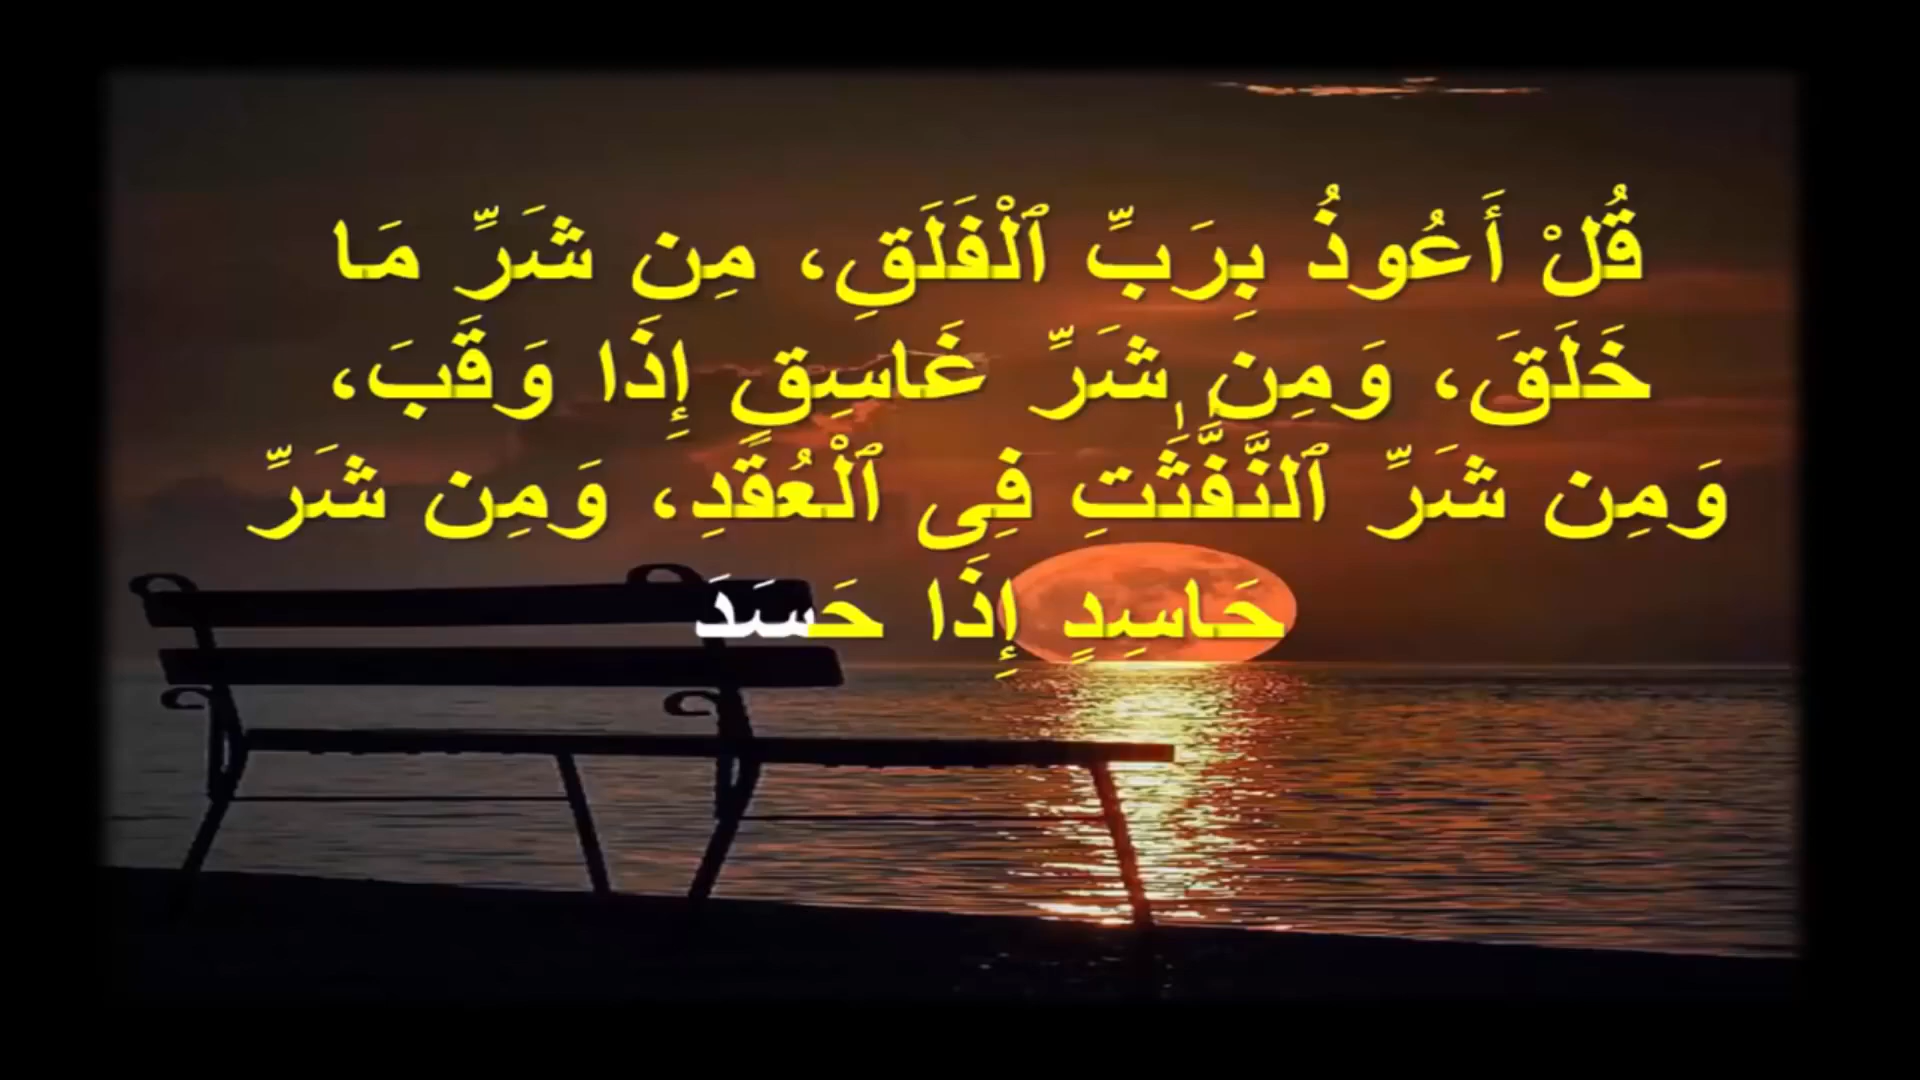 قُلْ أَعُوذُ بِرَبِّ ٱلْفَلَقِ، مِن شَرِّ مَا
خَلَقَ، وَمِن شَرِّ غَاسِقٍ إِذَا وَقَبَ،
وَمِن شَرِّ ٱلنَّفَّٰثَٰتِ فِى ٱلْعُقَدِ، وَمِن شَرِّ
حَاسِدٍ إِذَا حَسَدَ